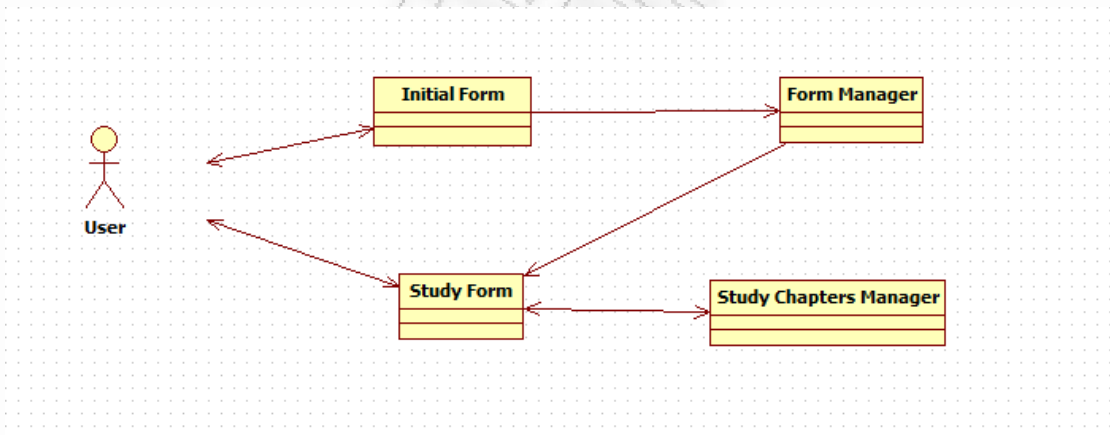 Initial Form
Form Manager
User
Study Form
Study Chapters Manager